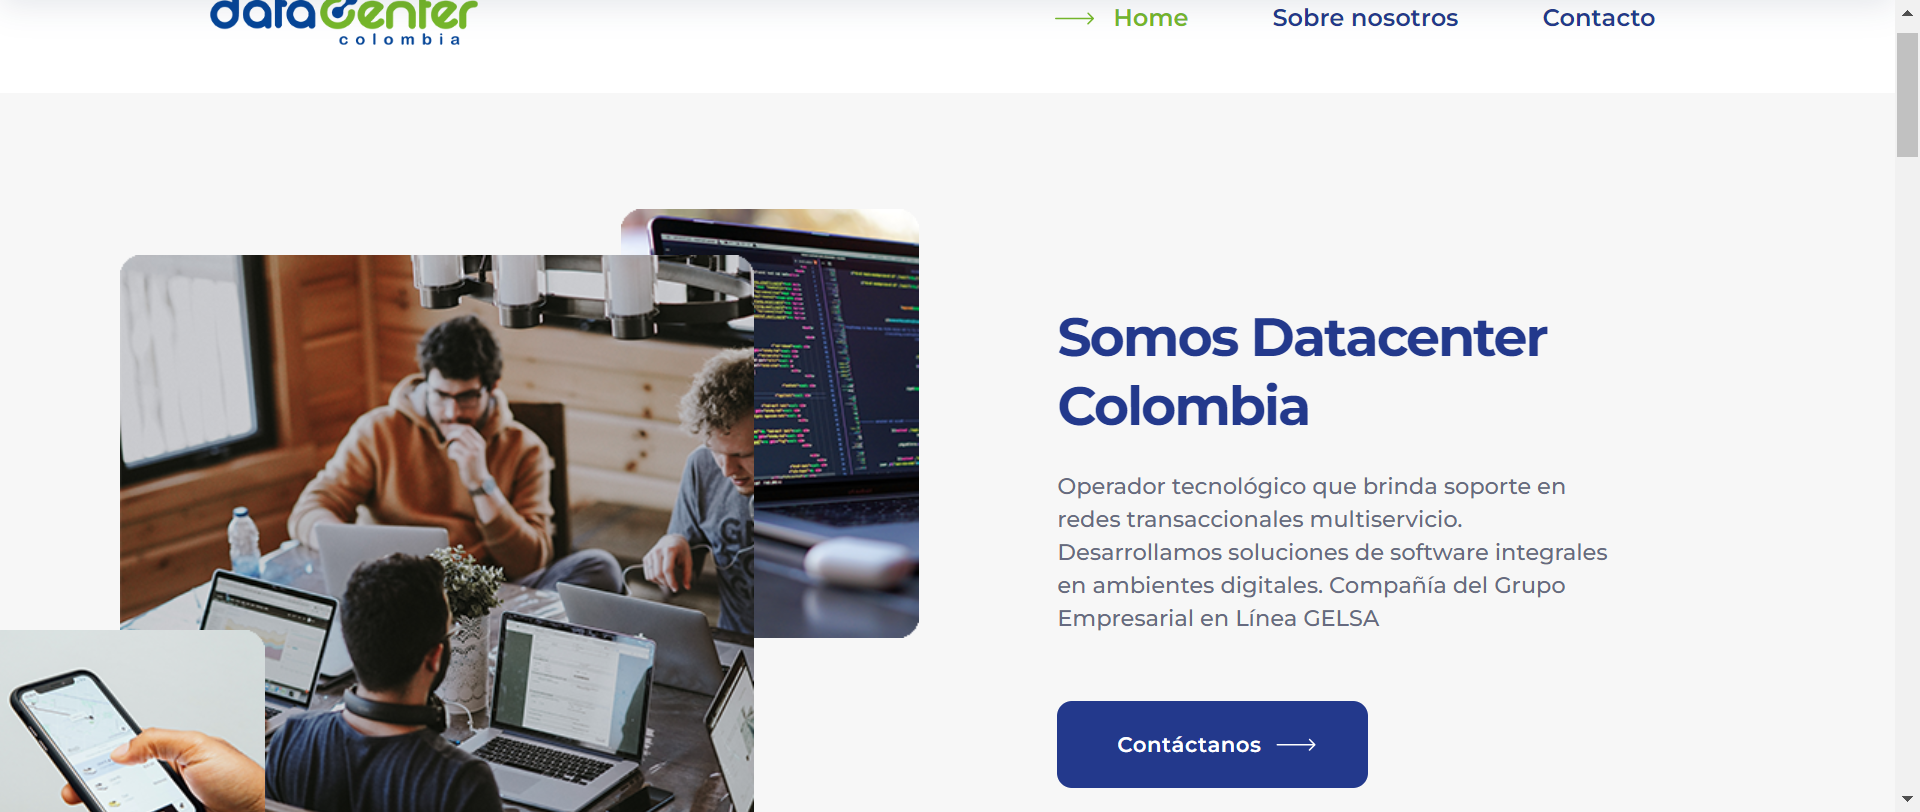 datacenter
colombia
Home
Sobre nosotros
Contacto
Somos Datacenter
Colombia
Operador tecnológico que brinda soporte en
redes transaccionales multiservicio.
Desarrollamos soluciones de software integrales
en ambientes digitales. Compañía del Grupo
Empresarial en Línea GELSA
Contáctanos